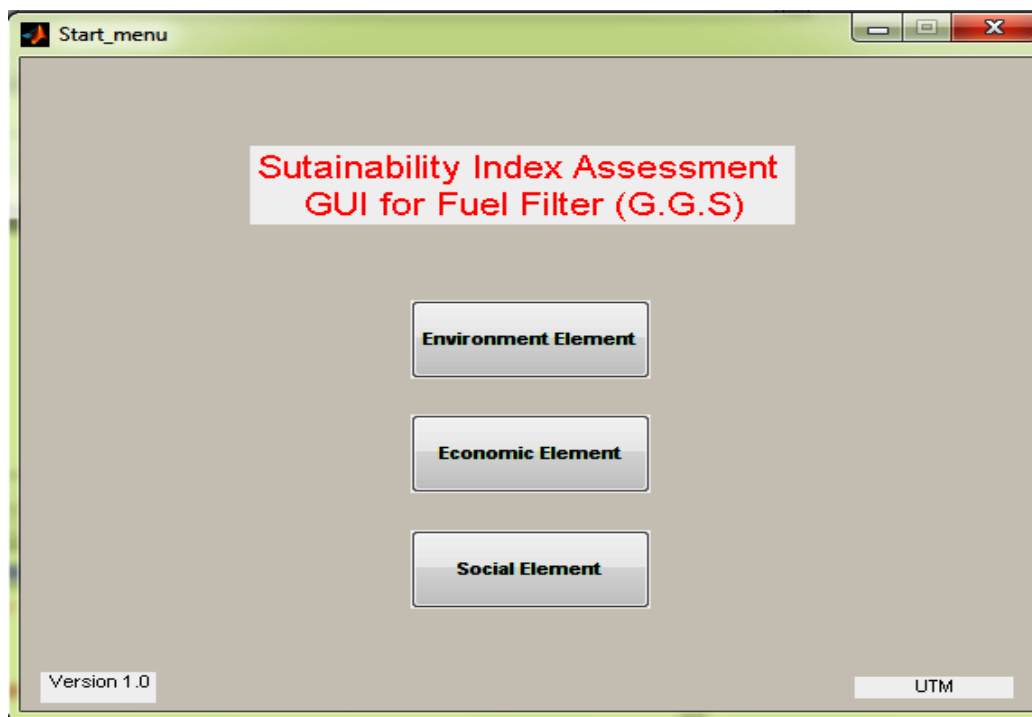 Start_menu
Sutainability Index Assessment
GUI for Fuel Filter (G.G.S)
Environment Element
Economic Element
Social Element
Version 1.0
UTM